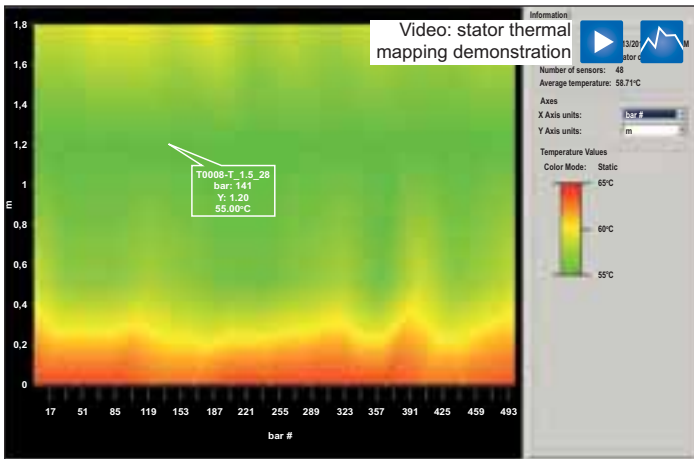 Video: stator thermal
mapping demonstration
Information
13/201
M
ator
Number of sensors: 48
Average temperature: 58.71°C
Axes
X Axis units: bar #
Y Axis units: m
Temperature Values
Color Mode: Static
65°C
60°C
55°C
1,8
1,6
1,4
1,2
1
0,8
0,6
0,4
0,2
0
m
T0008-T_1.5_28
bar: 141
Y: 1.20
55.00°C
17 51 85 119 153 187 221 255 289 323 357 391 425 459 493
bar #